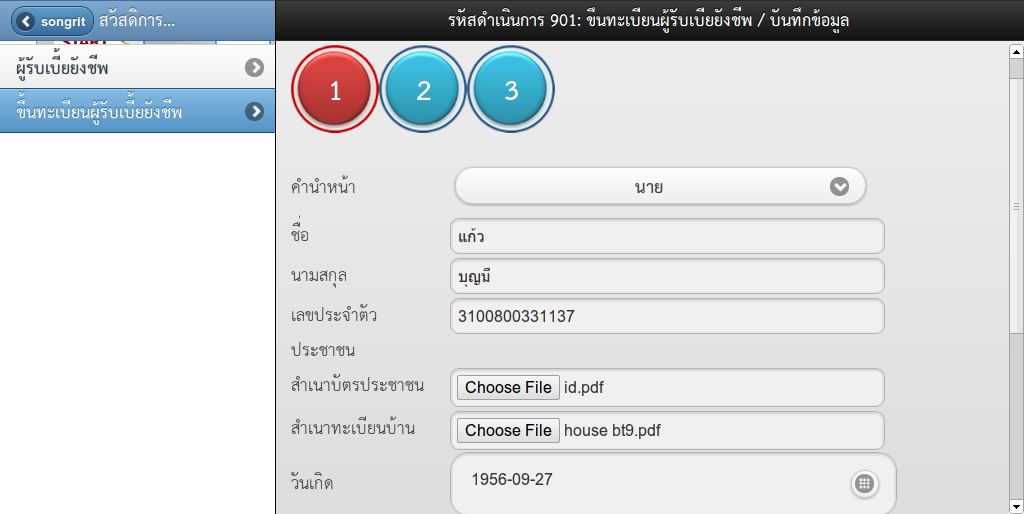 songrit
สวัสดิการ...
รหัสดำเนินการ 901: ขึ้นทะเบียนผู้รับเบี้ยยังชีพ / บันทึกข้อมูล
ผู้รับเบี้ยยังชีพ
ขึ้นทะเบียนผู้รับเบี้ยยังชีพ
1 2 3
คำนำหน้า นาย
ชื่อ แก้ว
นามสกุล บุญมี
เลขประจำตัว 3100800331137
ประชาชน
สำเนาบัตรประชาชน Choose File id.pdf
สำเนาทะเบียนบ้าน Choose File house bt9.pdf
วันเกิด 1956-09-27